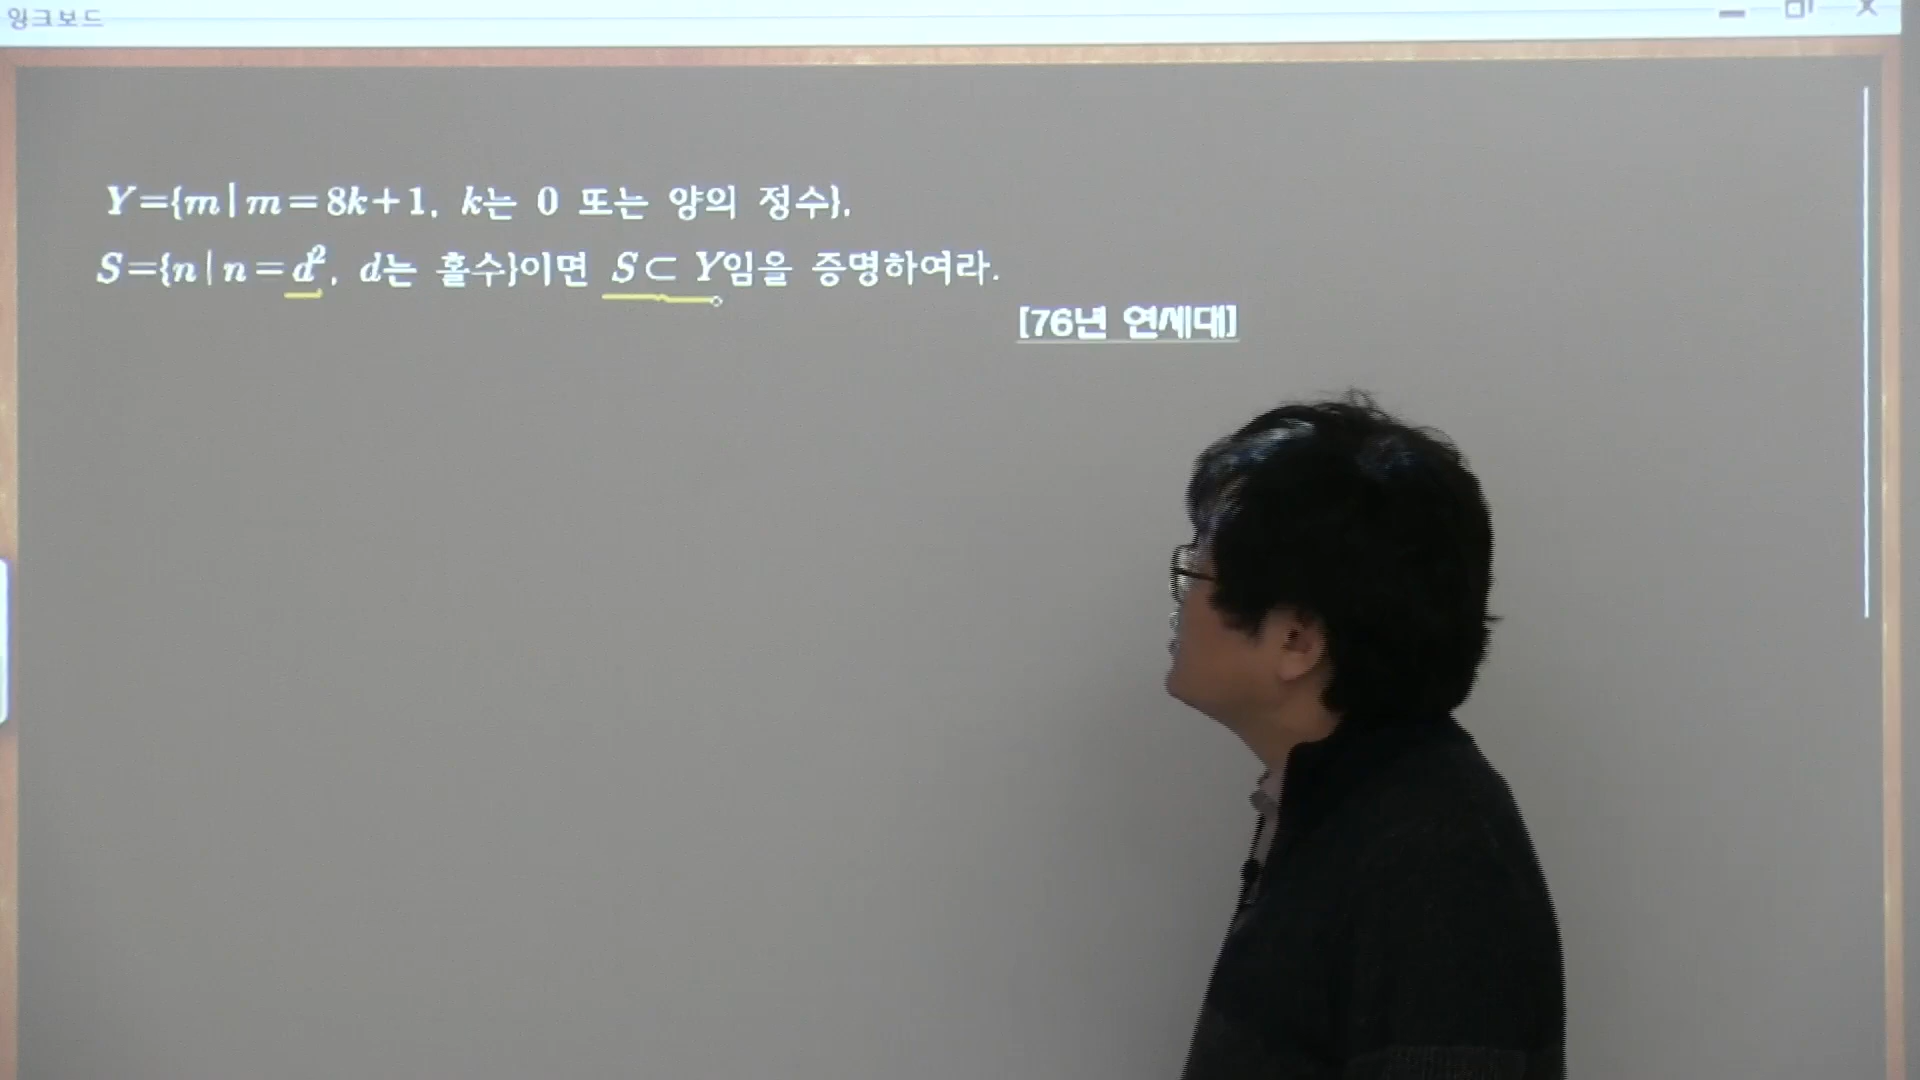 잉크보드
Y={m|m=8k+1, k는 0 또는 양의 정수},
S={n|n=d², d는 홀수}이면 S⊂Y임을 증명하여라.
[76년 연세대]